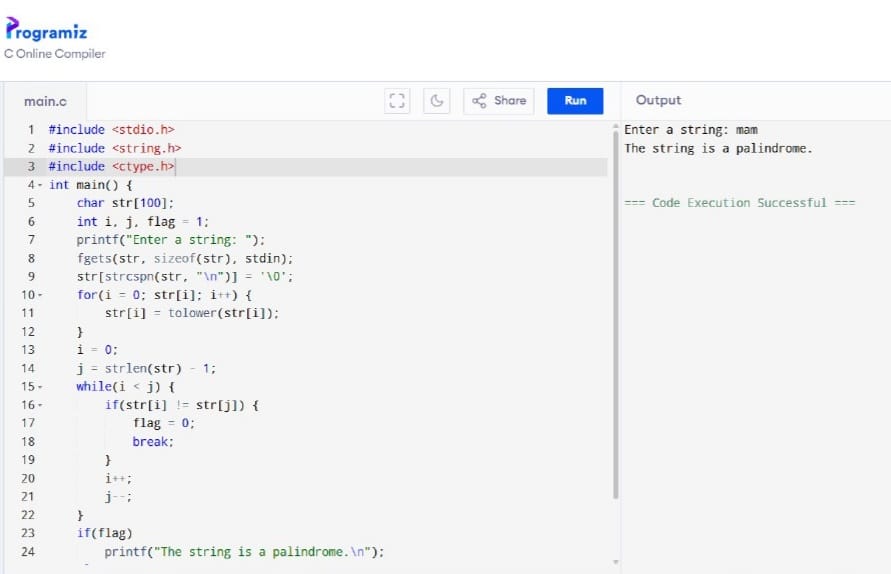 Programiz
C Online Compiler
main.c
Share
Run
Output
1 #include <stdio.h>
2 #include <string.h>
3 #include <ctype.h>
4 int main() {
5 char str[100];
6 int i, j, flag = 1;
7 printf("Enter a string: ");
8 fgets(str, sizeof(str), stdin);
9 str[strcspn(str, "\n")] = '\0';
10 for(i = 0; str[i]; i++) {
11 str[i] = tolower(str[i]);
12 }
13 i = 0;
14 j = strlen(str) - 1;
15 while(i < j) {
16 if(str[i] != str[j]) {
17 flag = 0;
18 break;
19 }
20 i++;
21 j--;
22 }
23 if(flag)
24 printf("The string is a palindrome.\n");
Enter a string: mam
The string is a palindrome.
=== Code Execution Successful ===